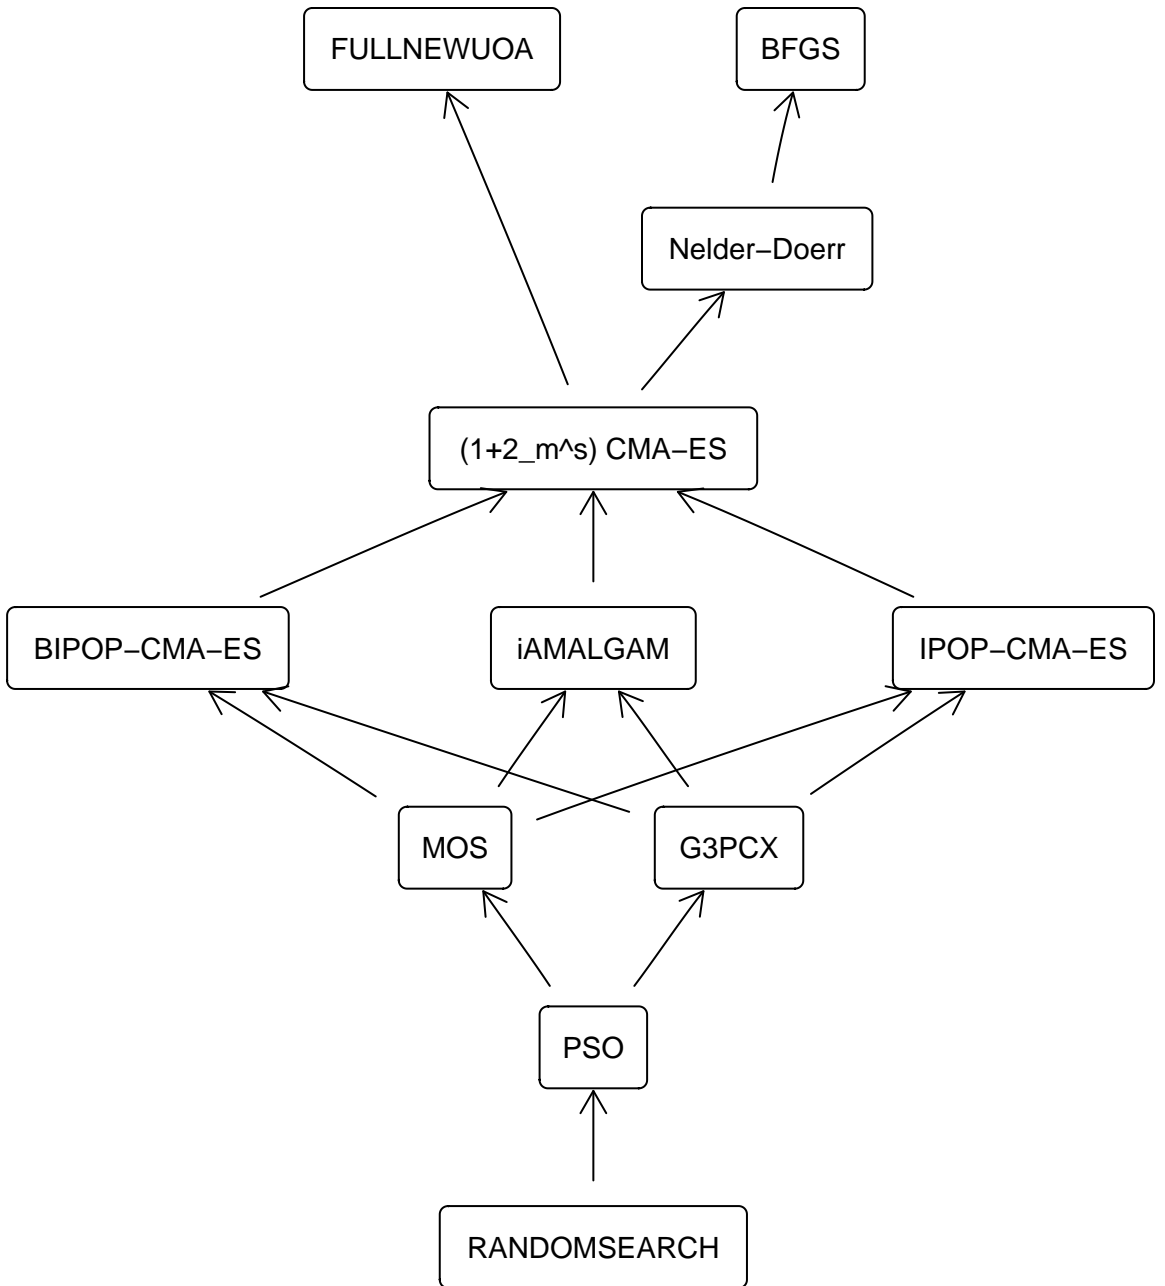 FULLNEWUOA
BFGS
Nelder−Doerr
(1+2_m^s) CMA−ES
BIPOP−CMA−ES
iAMALGAM
IPOP−CMA−ES
MOS
G3PCX
PSO
RANDOMSEARCH